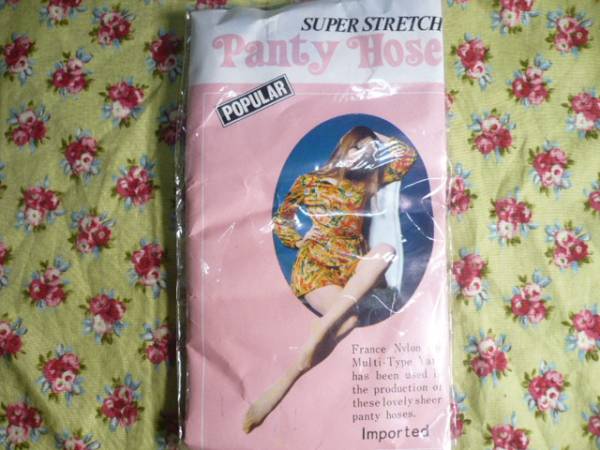 SUPER STRETCH
Panty Hose
POPULAR
France Nylon
Multi-Type
has been used
the production
these lovely sheer
panty hoses.
Imported